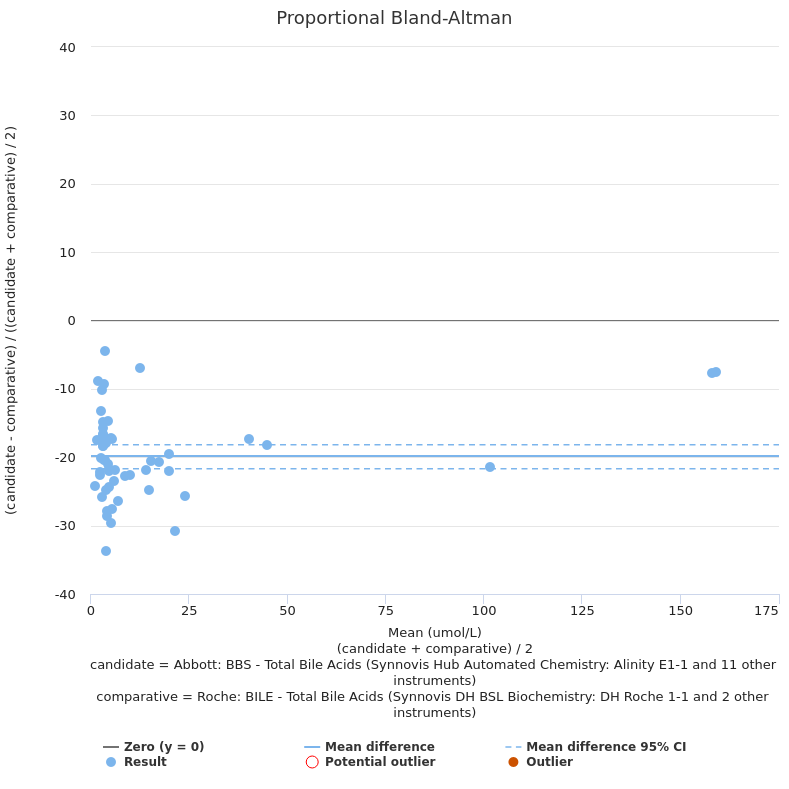 Proportional Bland-Altman
(candidate - comparative) / ((candidate + comparative) / 2)
40
30
20
10
0
-10
-20
-30
-40
0 25 50 75 100 125 150 175
Mean (umol/L)
(candidate + comparative) / 2
candidate = Abbott: BBS - Total Bile Acids (Synnovis Hub Automated Chemistry: Alinity E1-1 and 11 other
instruments)
comparative = Roche: BILE - Total Bile Acids (Synnovis DH BSL Biochemistry: DH Roche 1-1 and 2 other
instruments)
Zero (y = 0) Mean difference Mean difference 95% CI
Result Potential outlier Outlier